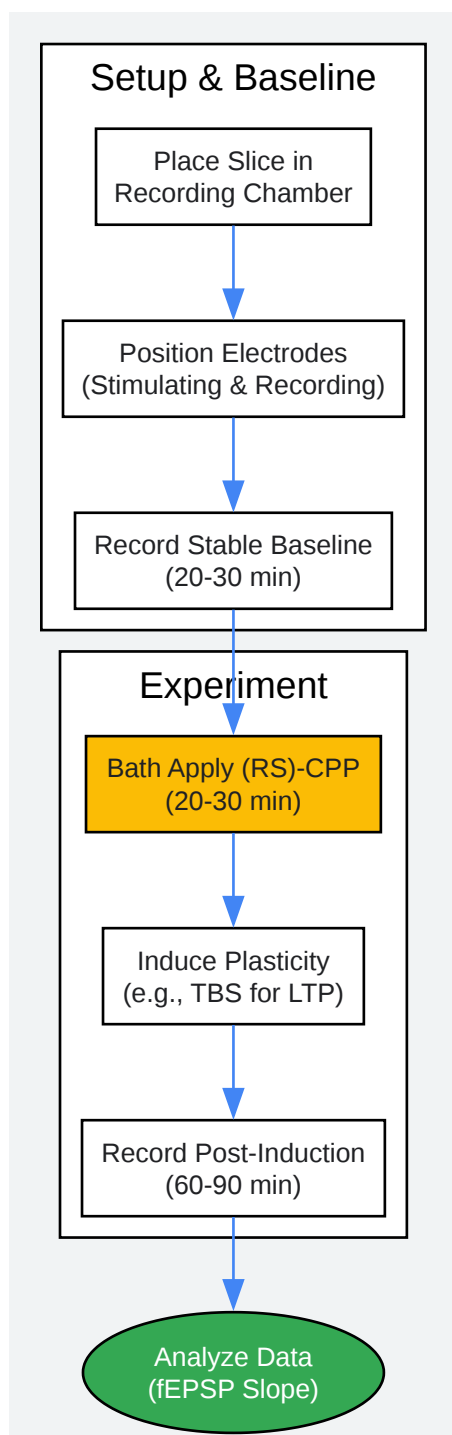 Setup & Baseline
Place Slice in
Recording Chamber
Position Electrodes
(Stimulating & Recording)
Record Stable Baseline
(20-30 min)
Experiment
Bath Apply (RS)-CPP
(20-30 min)
Induce Plasticity
(e.g., TBS for LTP)
Record Post-Induction
(60-90 min)
Analyze Data
(fEPSP Slope)